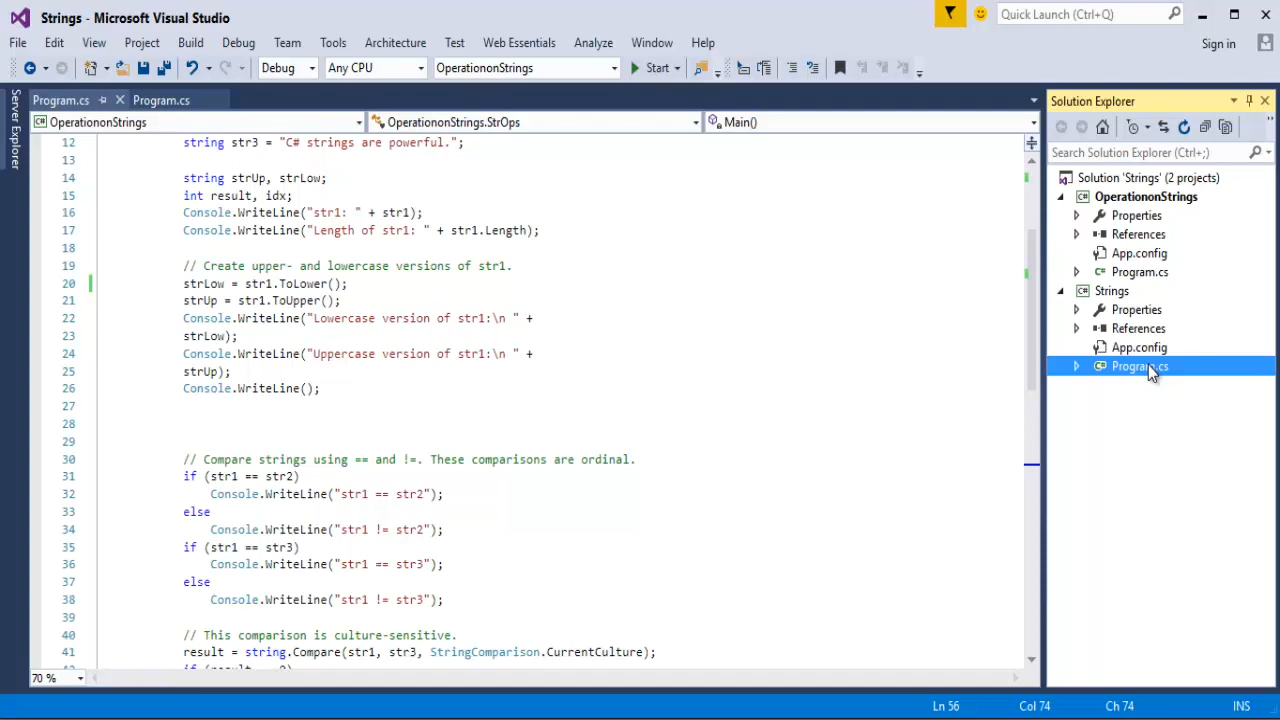 Strings - Microsoft Visual Studio
Quick Launch (Ctrl+Q)
File Edit View Project Build Debug Team Tools Architecture Test Web Essentials Analyze Window Help
Sign in
Debug Any CPU OperationonStrings Start
Server Explorer
Program.cs Program.cs
OperationonStrings OperationonStrings.StrOps Main()
12 string str3 = "C# strings are powerful.";
13
14 string strUp, strLow;
15 int result, idx;
16 Console.WriteLine("str1: " + str1);
17 Console.WriteLine("Length of str1: " + str1.Length);
18
19 // Create upper- and lowercase versions of str1.
20 strLow = str1.ToLower();
21 strUp = str1.ToUpper();
22 Console.WriteLine("Lowercase version of str1:\n " +
23 strLow);
24 Console.WriteLine("Uppercase version of str1:\n " +
25 strUp);
26 Console.WriteLine();
27
28
29
30 // Compare strings using == and !=. These comparisons are ordinal.
31 if (str1 == str2)
32 Console.WriteLine("str1 == str2");
33 else
34 Console.WriteLine("str1 != str2");
35 if (str1 == str3)
36 Console.WriteLine("str1 == str3");
37 else
38 Console.WriteLine("str1 != str3");
39
40 // This comparison is culture-sensitive.
41 result = string.Compare(str1, str3, StringComparison.CurrentCulture);
70 %
Solution Explorer
Search Solution Explorer (Ctrl+;)
Solution 'Strings' (2 projects)
C# OperationonStrings
Properties
References
App.config
C# Program.cs
C# Strings
Properties
References
App.config
Program.cs
Ln 56 Col 74 Ch 74 INS